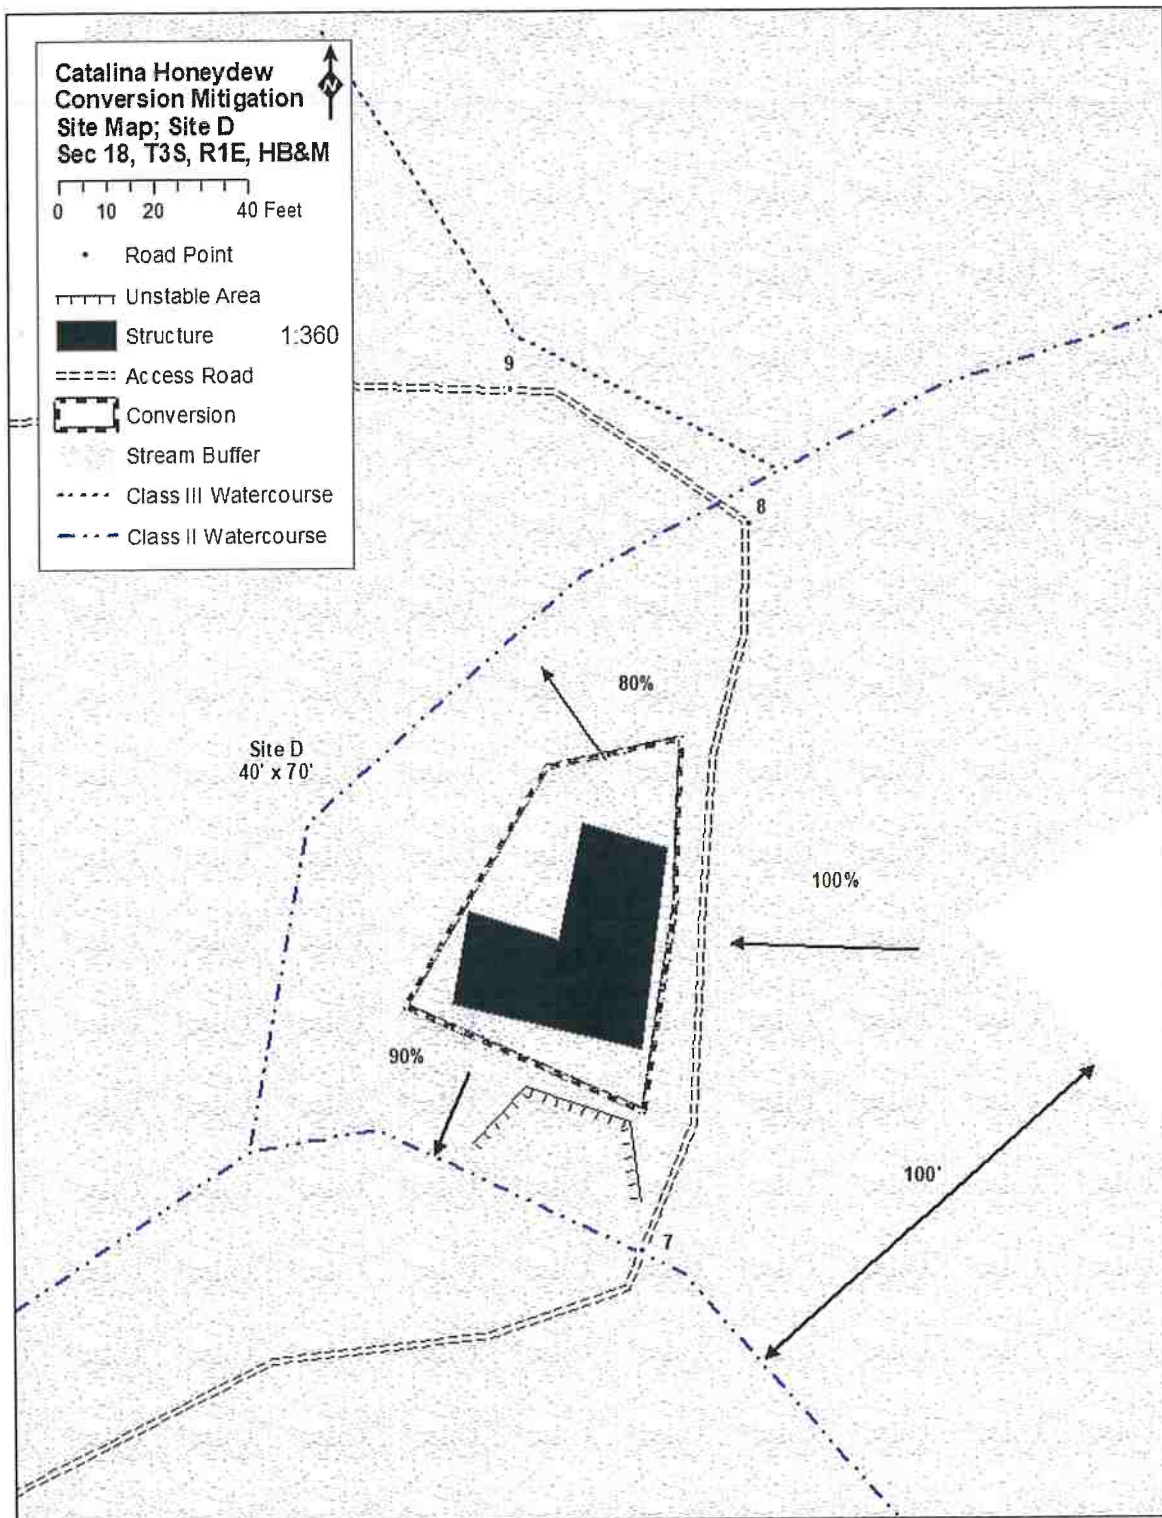 Catalina Honeydew
Conversion Mitigation
Site Map; Site D
Sec 18, T3S, R1E, HB&M
N
0 10 20 40 Feet
Road Point
Unstable Area
Structure 1:360
Access Road
Conversion
Stream Buffer
Class III Watercourse
Class II Watercourse
9
8
80%
Site D
40' x 70'
100%
90%
100'
7